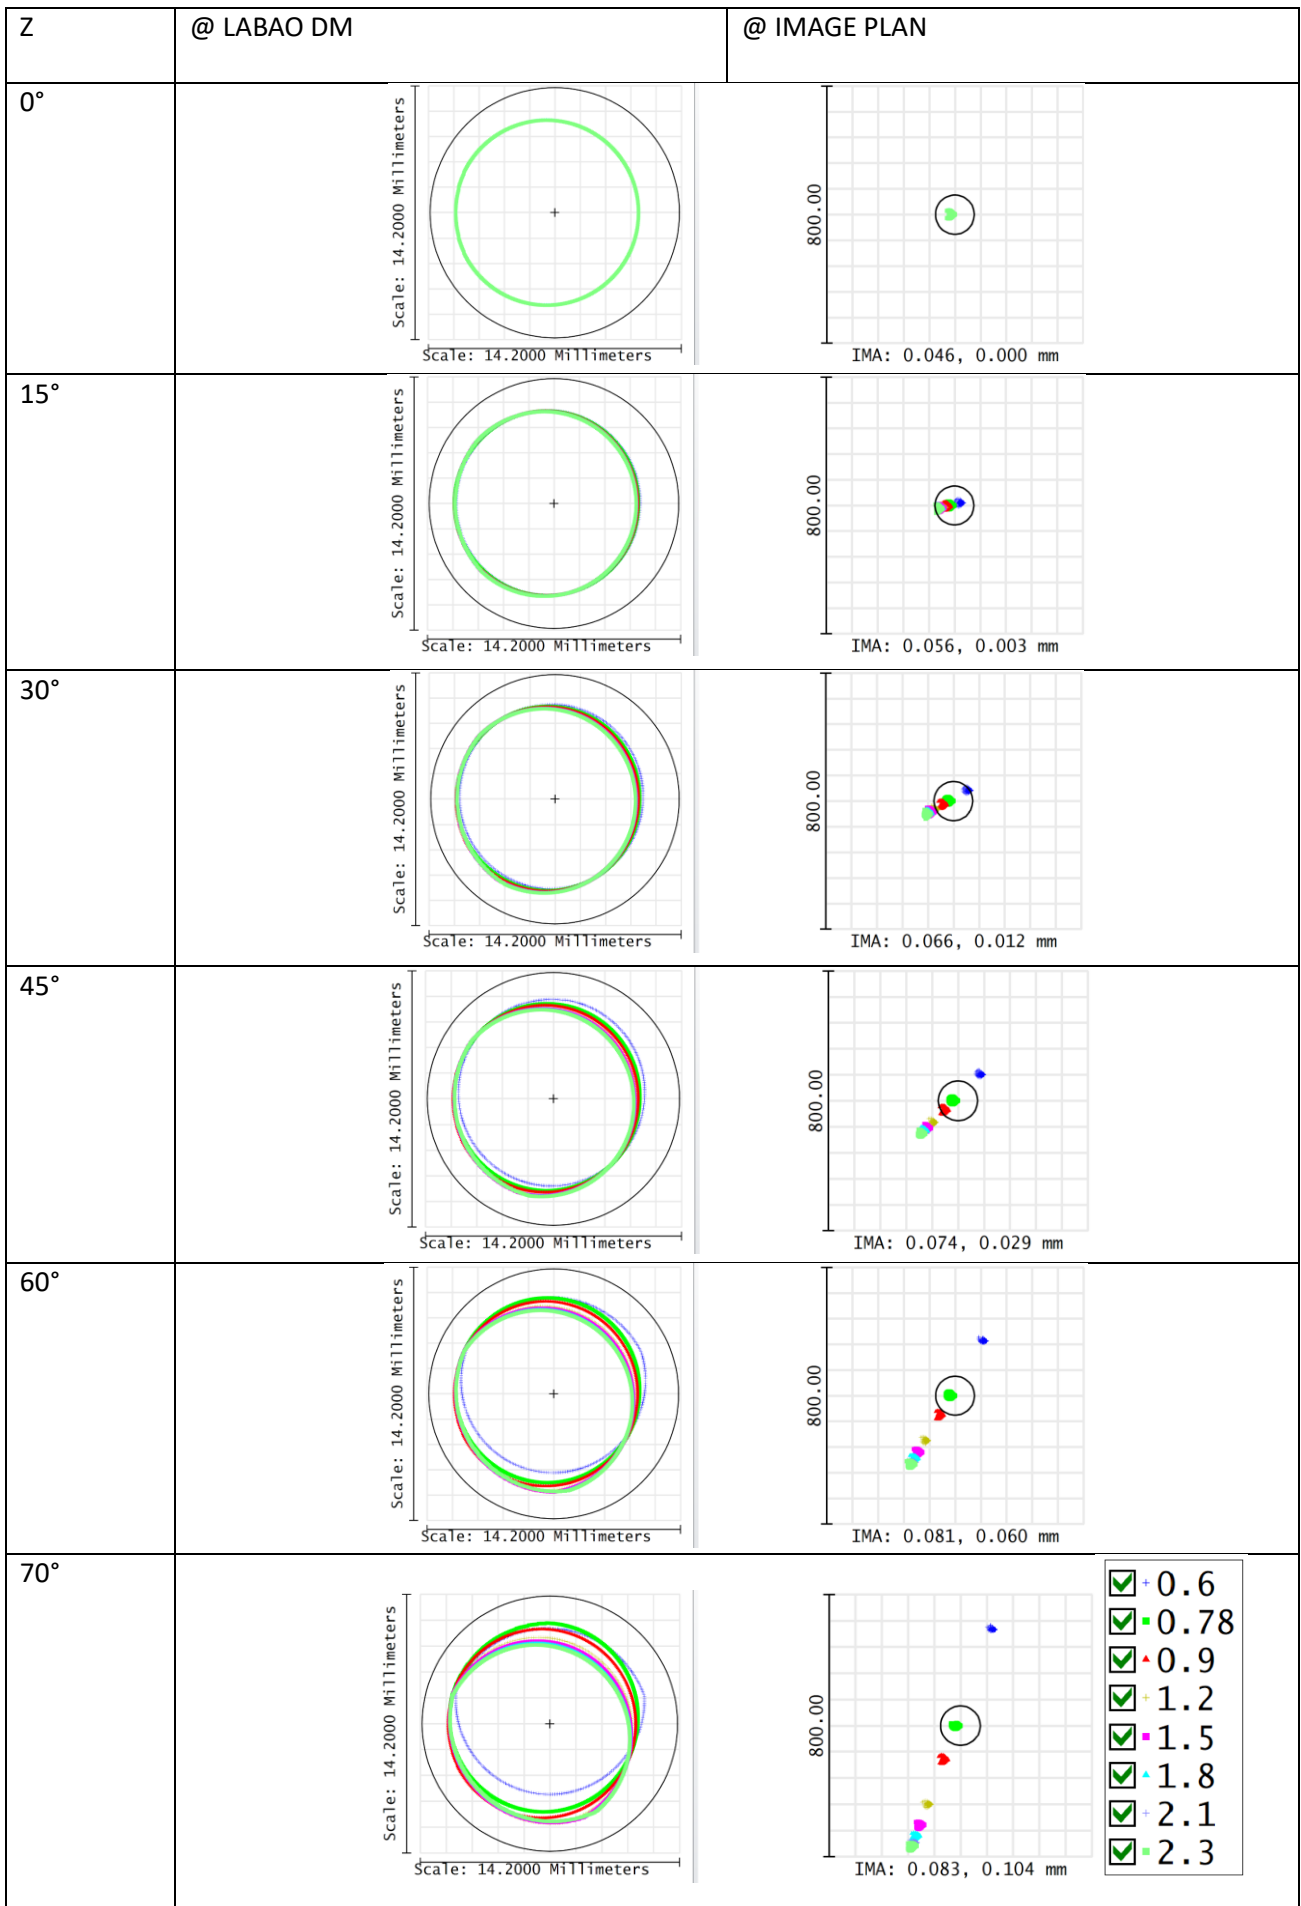 Z @ LABAO DM @ IMAGE PLAN
0°
Scale: 14.2000 Millimeters
Scale: 14.2000 Millimeters
800.00
IMA: 0.046, 0.000 mm
15°
Scale: 14.2000 Millimeters
Scale: 14.2000 Millimeters
800.00
IMA: 0.056, 0.003 mm
30°
Scale: 14.2000 Millimeters
Scale: 14.2000 Millimeters
800.00
IMA: 0.066, 0.012 mm
45°
Scale: 14.2000 Millimeters
Scale: 14.2000 Millimeters
800.00
IMA: 0.074, 0.029 mm
60°
Scale: 14.2000 Millimeters
Scale: 14.2000 Millimeters
800.00
IMA: 0.081, 0.060 mm
70°
Scale: 14.2000 Millimeters
Scale: 14.2000 Millimeters
800.00
IMA: 0.083, 0.104 mm
0.6
0.78
0.9
1.2
1.5
1.8
2.1
2.3